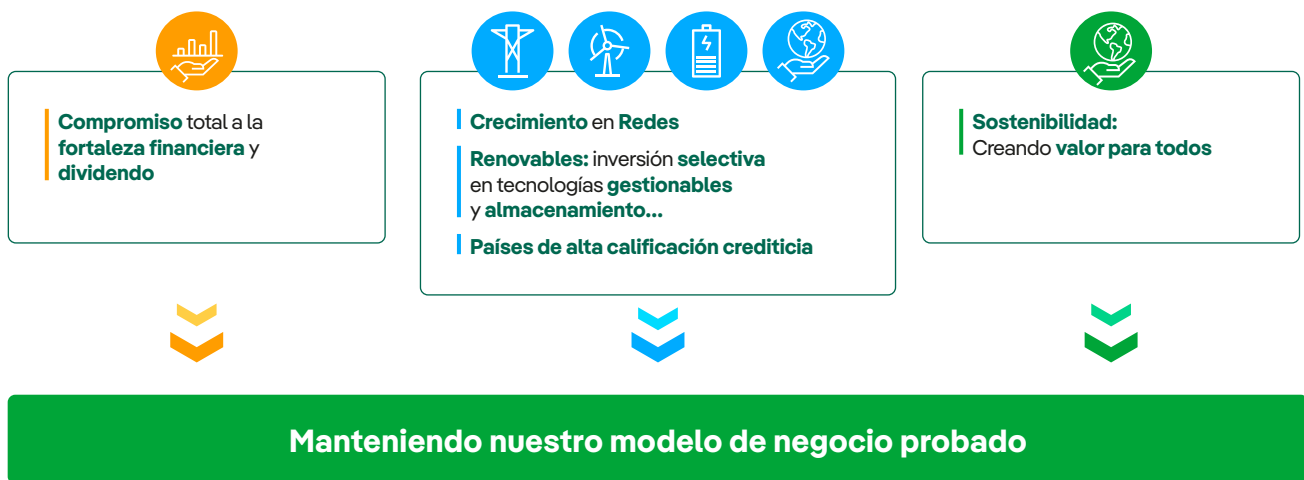 Compromiso total a la
fortaleza financiera y
dividendo
Crecimiento en Redes
Renovables: inversión selectiva
en tecnologías gestionables
y almacenamiento...
Países de alta calificación crediticia
Sostenibilidad:
Creando valor para todos
Manteniendo nuestro modelo de negocio probado